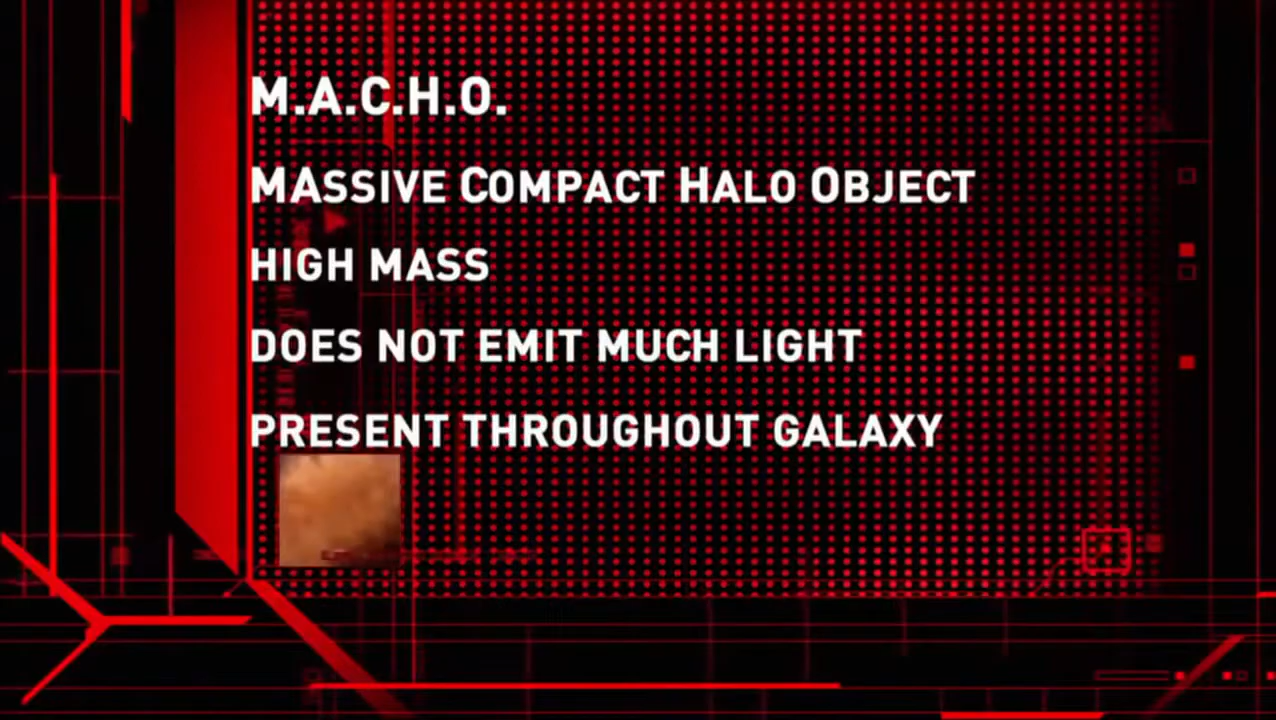 M.A.C.H.O.
MASSIVE COMPACT HALO OBJECT
HIGH MASS
DOES NOT EMIT MUCH LIGHT
PRESENT THROUGHOUT GALAXY